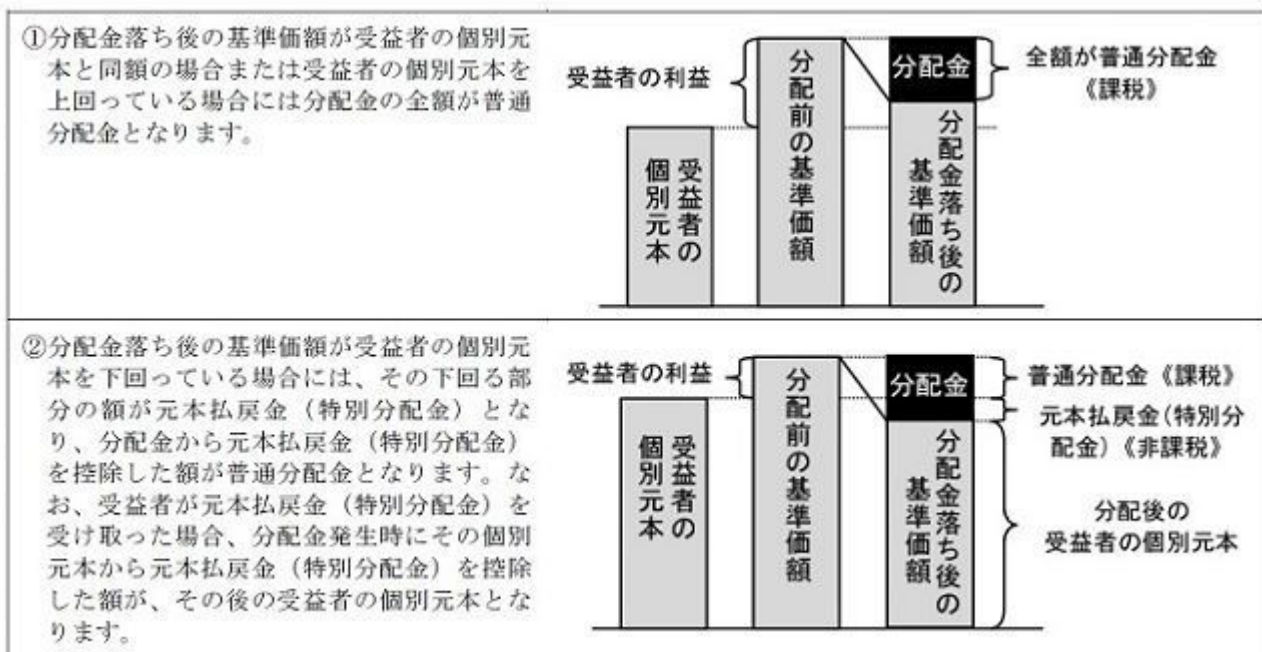 ①分配金落ち後の基準価額が受益者の個別元
本と同額の場合または受益者の個別元本を
上回っている場合には分配金の全額が普通
分配金となります。
受益者の利益
受益者の
個別元本
分配前の基準価額
分配金
分配金落ち後の
基準価額
全額が普通分配金
《課税》
②分配金落ち後の基準価額が受益者の個別元
本を下回っている場合には、その下回る部
分の額が元本払戻金（特別分配金）とな
り、分配金から元本払戻金（特別分配金）
を控除した額が普通分配金となります。な
お、受益者が元本払戻金（特別分配金）を
受け取った場合、分配金発生時にその個別
元本から元本払戻金（特別分配金）を控除
した額が、その後の受益者の個別元本とな
ります。
受益者の利益
受益者の
個別元本
分配前の基準価額
分配金
分配金落ち後の
基準価額
普通分配金《課税》
元本払戻金(特別分
配金)《非課税》
分配後の
受益者の個別元本